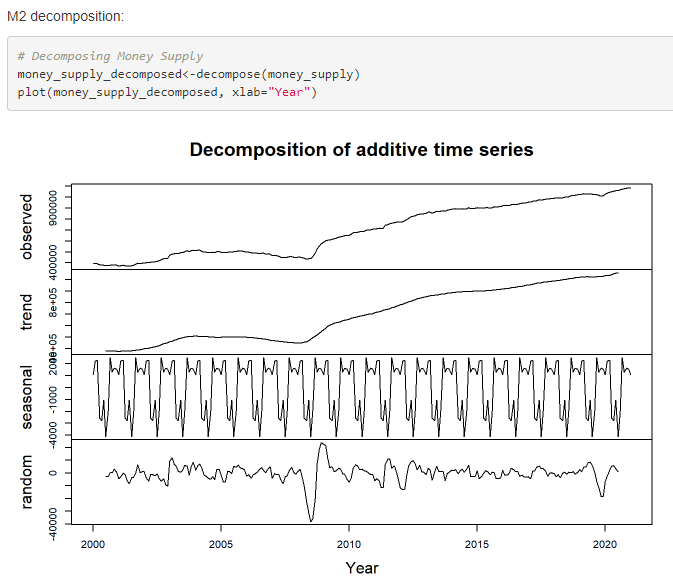 M2 decomposition:
# Decomposing Money Supply
money_supply_decomposed<-decompose(money_supply)
plot(money_supply_decomposed, xlab="Year")
Decomposition of additive time series
observed
400000
900000
trend
8e+05
seasonal
-4000
-1000
random
-40000
0
2000
2005
2010
2015
2020
Year